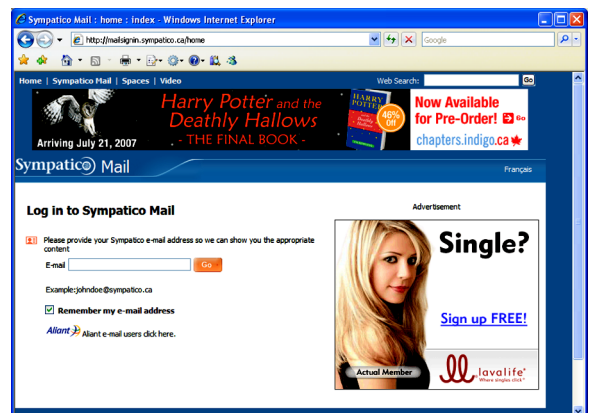 Sympatico Mail : home : index - Windows Internet Explorer
http://mailsignin.sympatico.ca/home
Google
Home | Sympatico Mail | Spaces | Video
Web Search:
Go
Harry Potter and the
Deathly Hallows
- THE FINAL BOOK -
Arriving July 21, 2007
HARRY
POTTER
46%
Off
Now Available
for Pre-Order!
Go
chapters.indigo.ca
Sympatico Mail
Français
Log in to Sympatico Mail
Please provide your Sympatico e-mail address so we can show you the appropriate
content
E-mail
Go
Example:johndoe@sympatico.ca
Remember my e-mail address
Aliant
Aliant e-mail users click here.
Advertisement
Single?
Sign up FREE!
Actual Member
lavalife
Where singles click